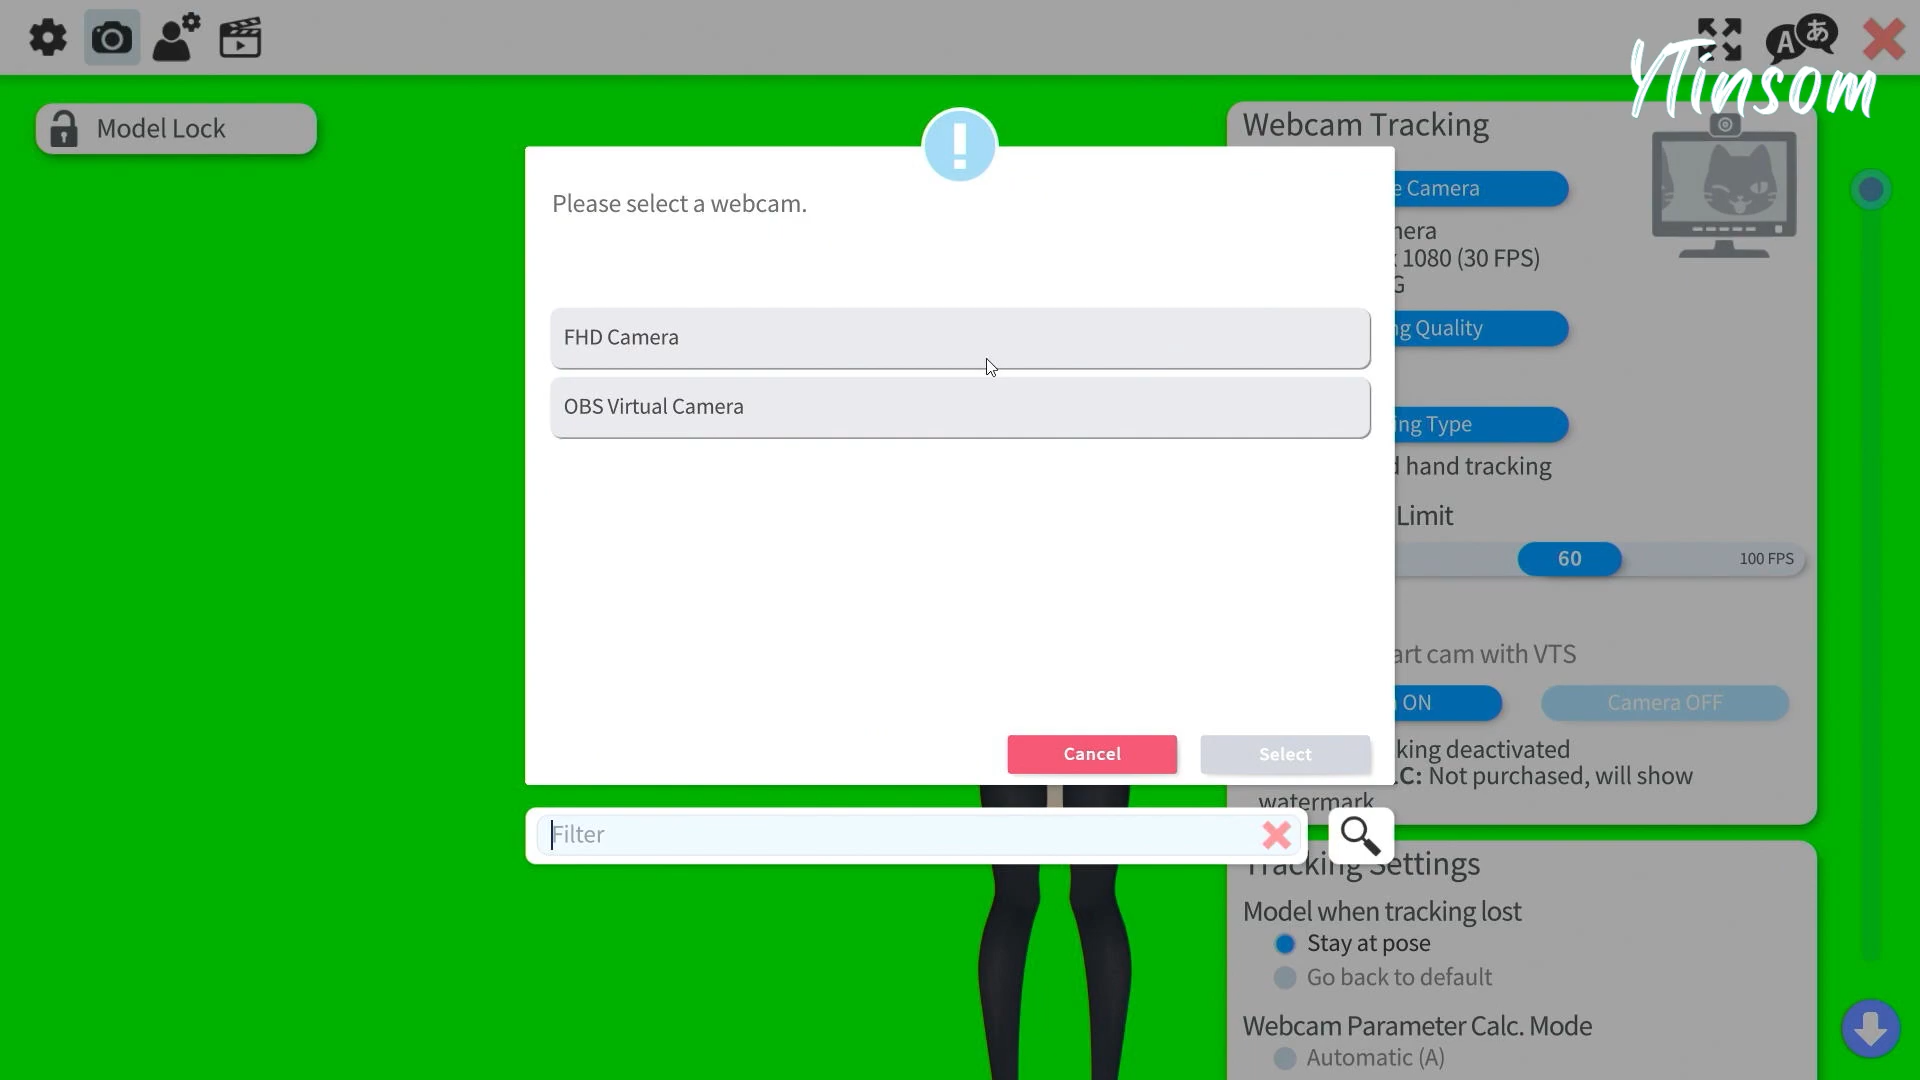 YTinsom
Model Lock
Webcam Tracking
Please select a webcam.
e Camera
nera
1080 (30 FPS)
G
FHD Camera
ng Quality
OBS Virtual Camera
ing Type
d hand tracking
Limit
60
100 FPS
art cam with VTS
ON
Camera OFF
king deactivated
Cancel
Select
.C: Not purchased, will show
watermark
Filter
Tracking Settings
Model when tracking lost
Stay at pose
Go back to default
Webcam Parameter Calc. Mode
Automatic (A)